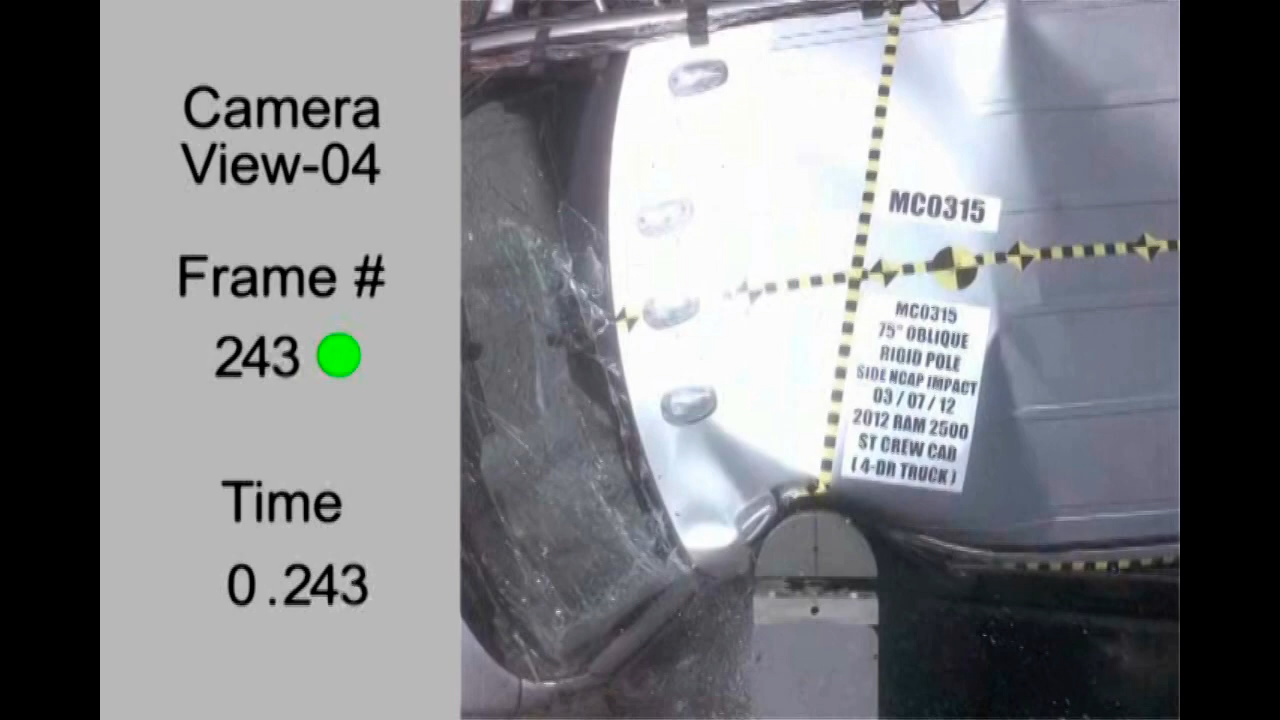 Camera
View-04
Frame #
243
Time
0.243
MC0315
MC0315
75° OBLIQUE
RIGID POLE
SIDE NCAP IMPACT
03 / 07 / 12
2012 RAM 2500
ST CREW CAB
( 4-DR TRUCK )